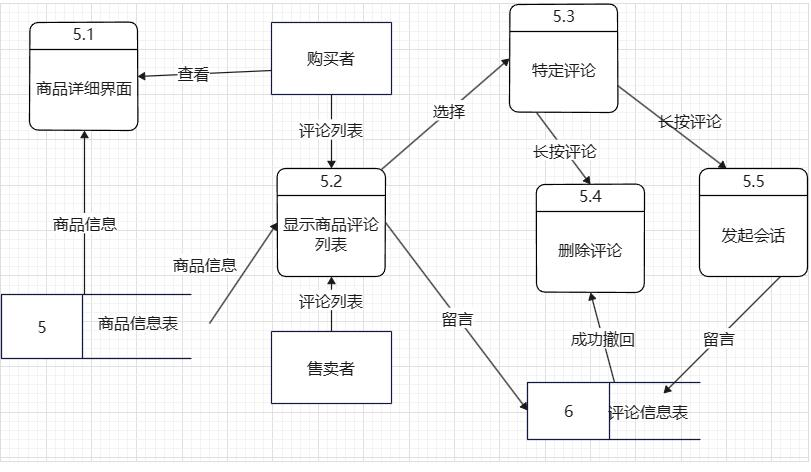 5.1
商品详细界面
查看
购买者
评论列表
5.3
特定评论
选择
长按评论
长按评论
5.2
显示商品评论
列表
5.4
删除评论
5.5
发起会话
商品信息
商品信息
评论列表
5
商品信息表
售卖者
留言
成功撤回
留言
6
评论信息表